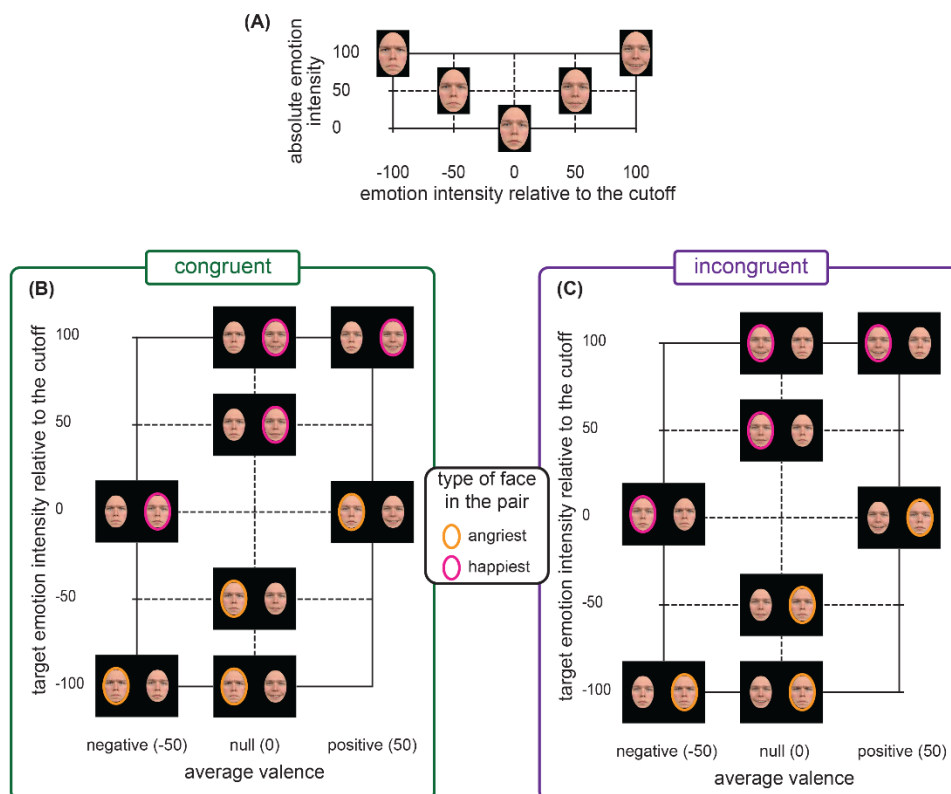 (A)
absolute emotion
intensity
100
50
0
-100 -50 0 50 100
emotion intensity relative to the cutoff
congruent
(B)
target emotion intensity relative to the cutoff
100
50
0
-50
-100
negative (-50) null (0) positive (50)
average valence
type of face
in the pair
angriest
happiest
incongruent
(C)
target emotion intensity relative to the cutoff
100
50
0
-50
-100
negative (-50) null (0) positive (50)
average valence